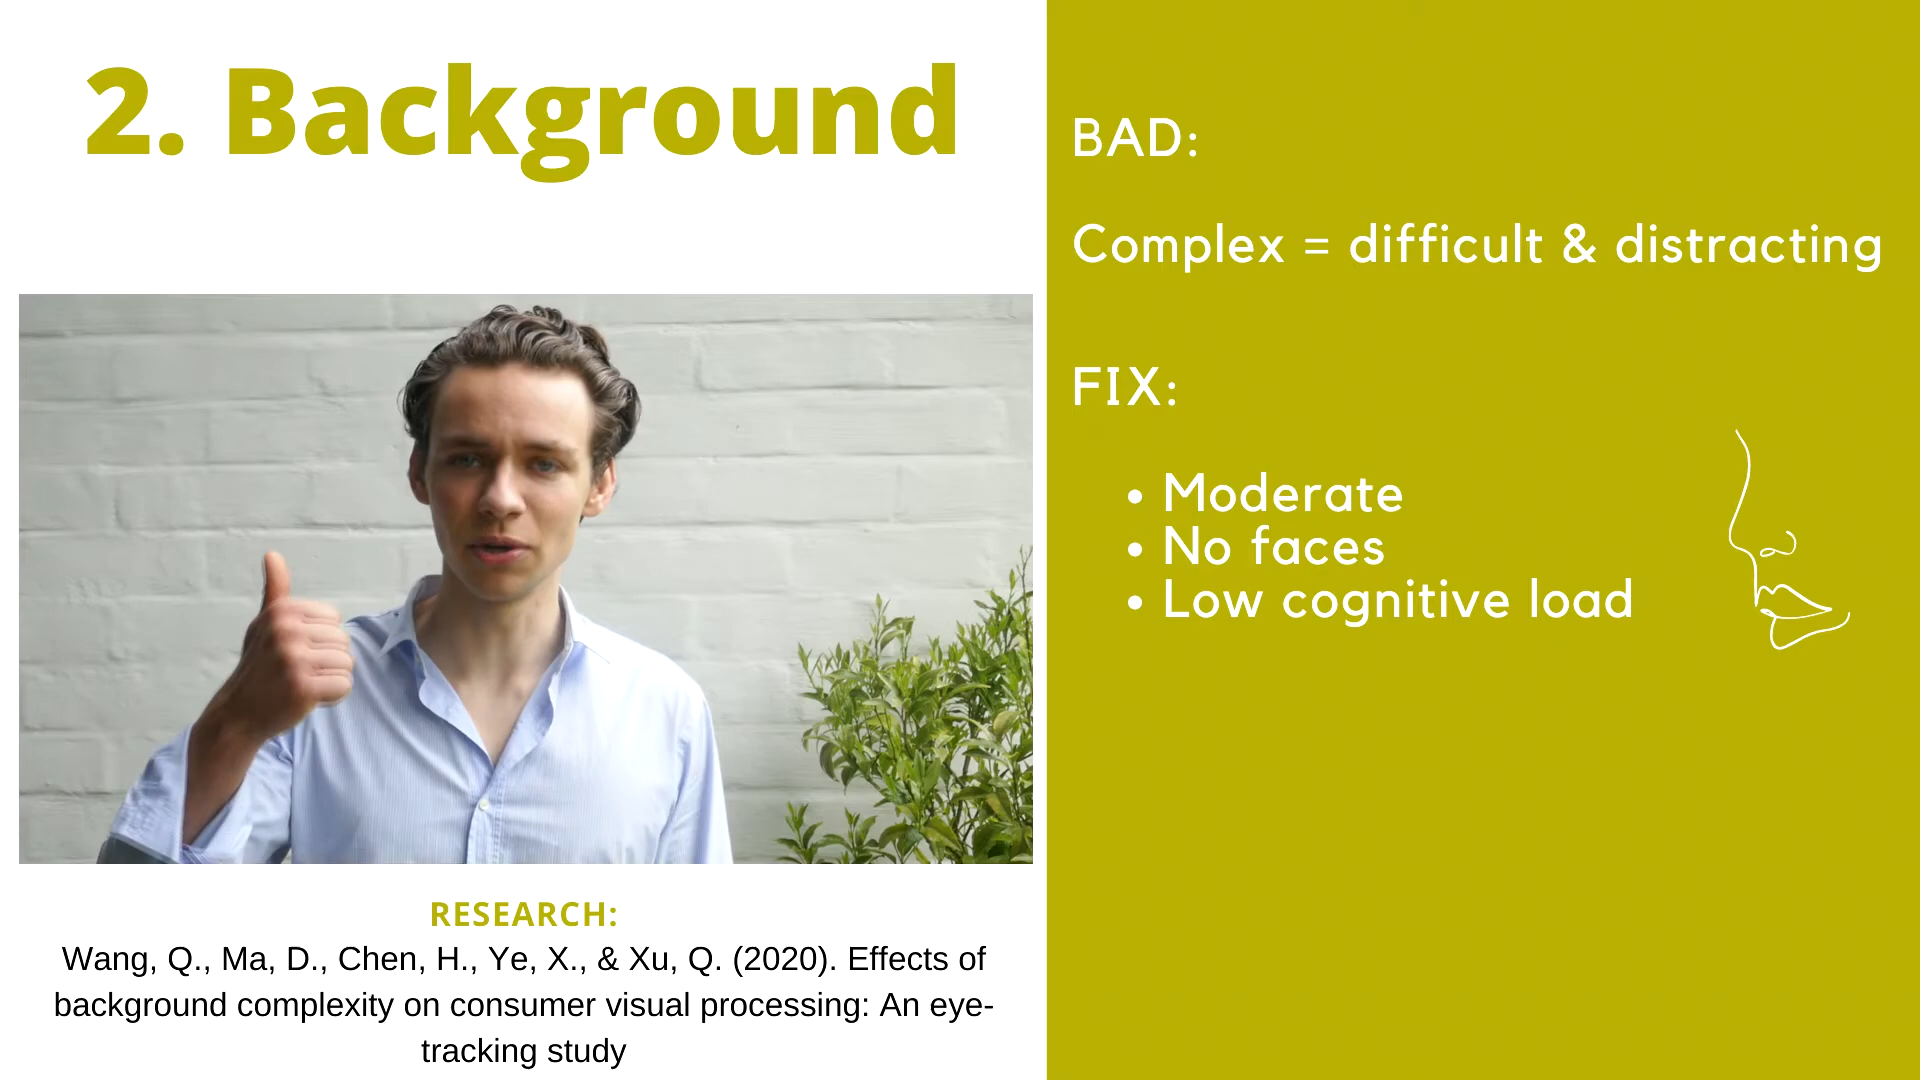 2. Background
BAD:
Complex = difficult & distracting
FIX:
• Moderate
• No faces
• Low cognitive load
RESEARCH:
Wang, Q., Ma, D., Chen, H., Ye, X., & Xu, Q. (2020). Effects of
background complexity on consumer visual processing: An eye-
tracking study